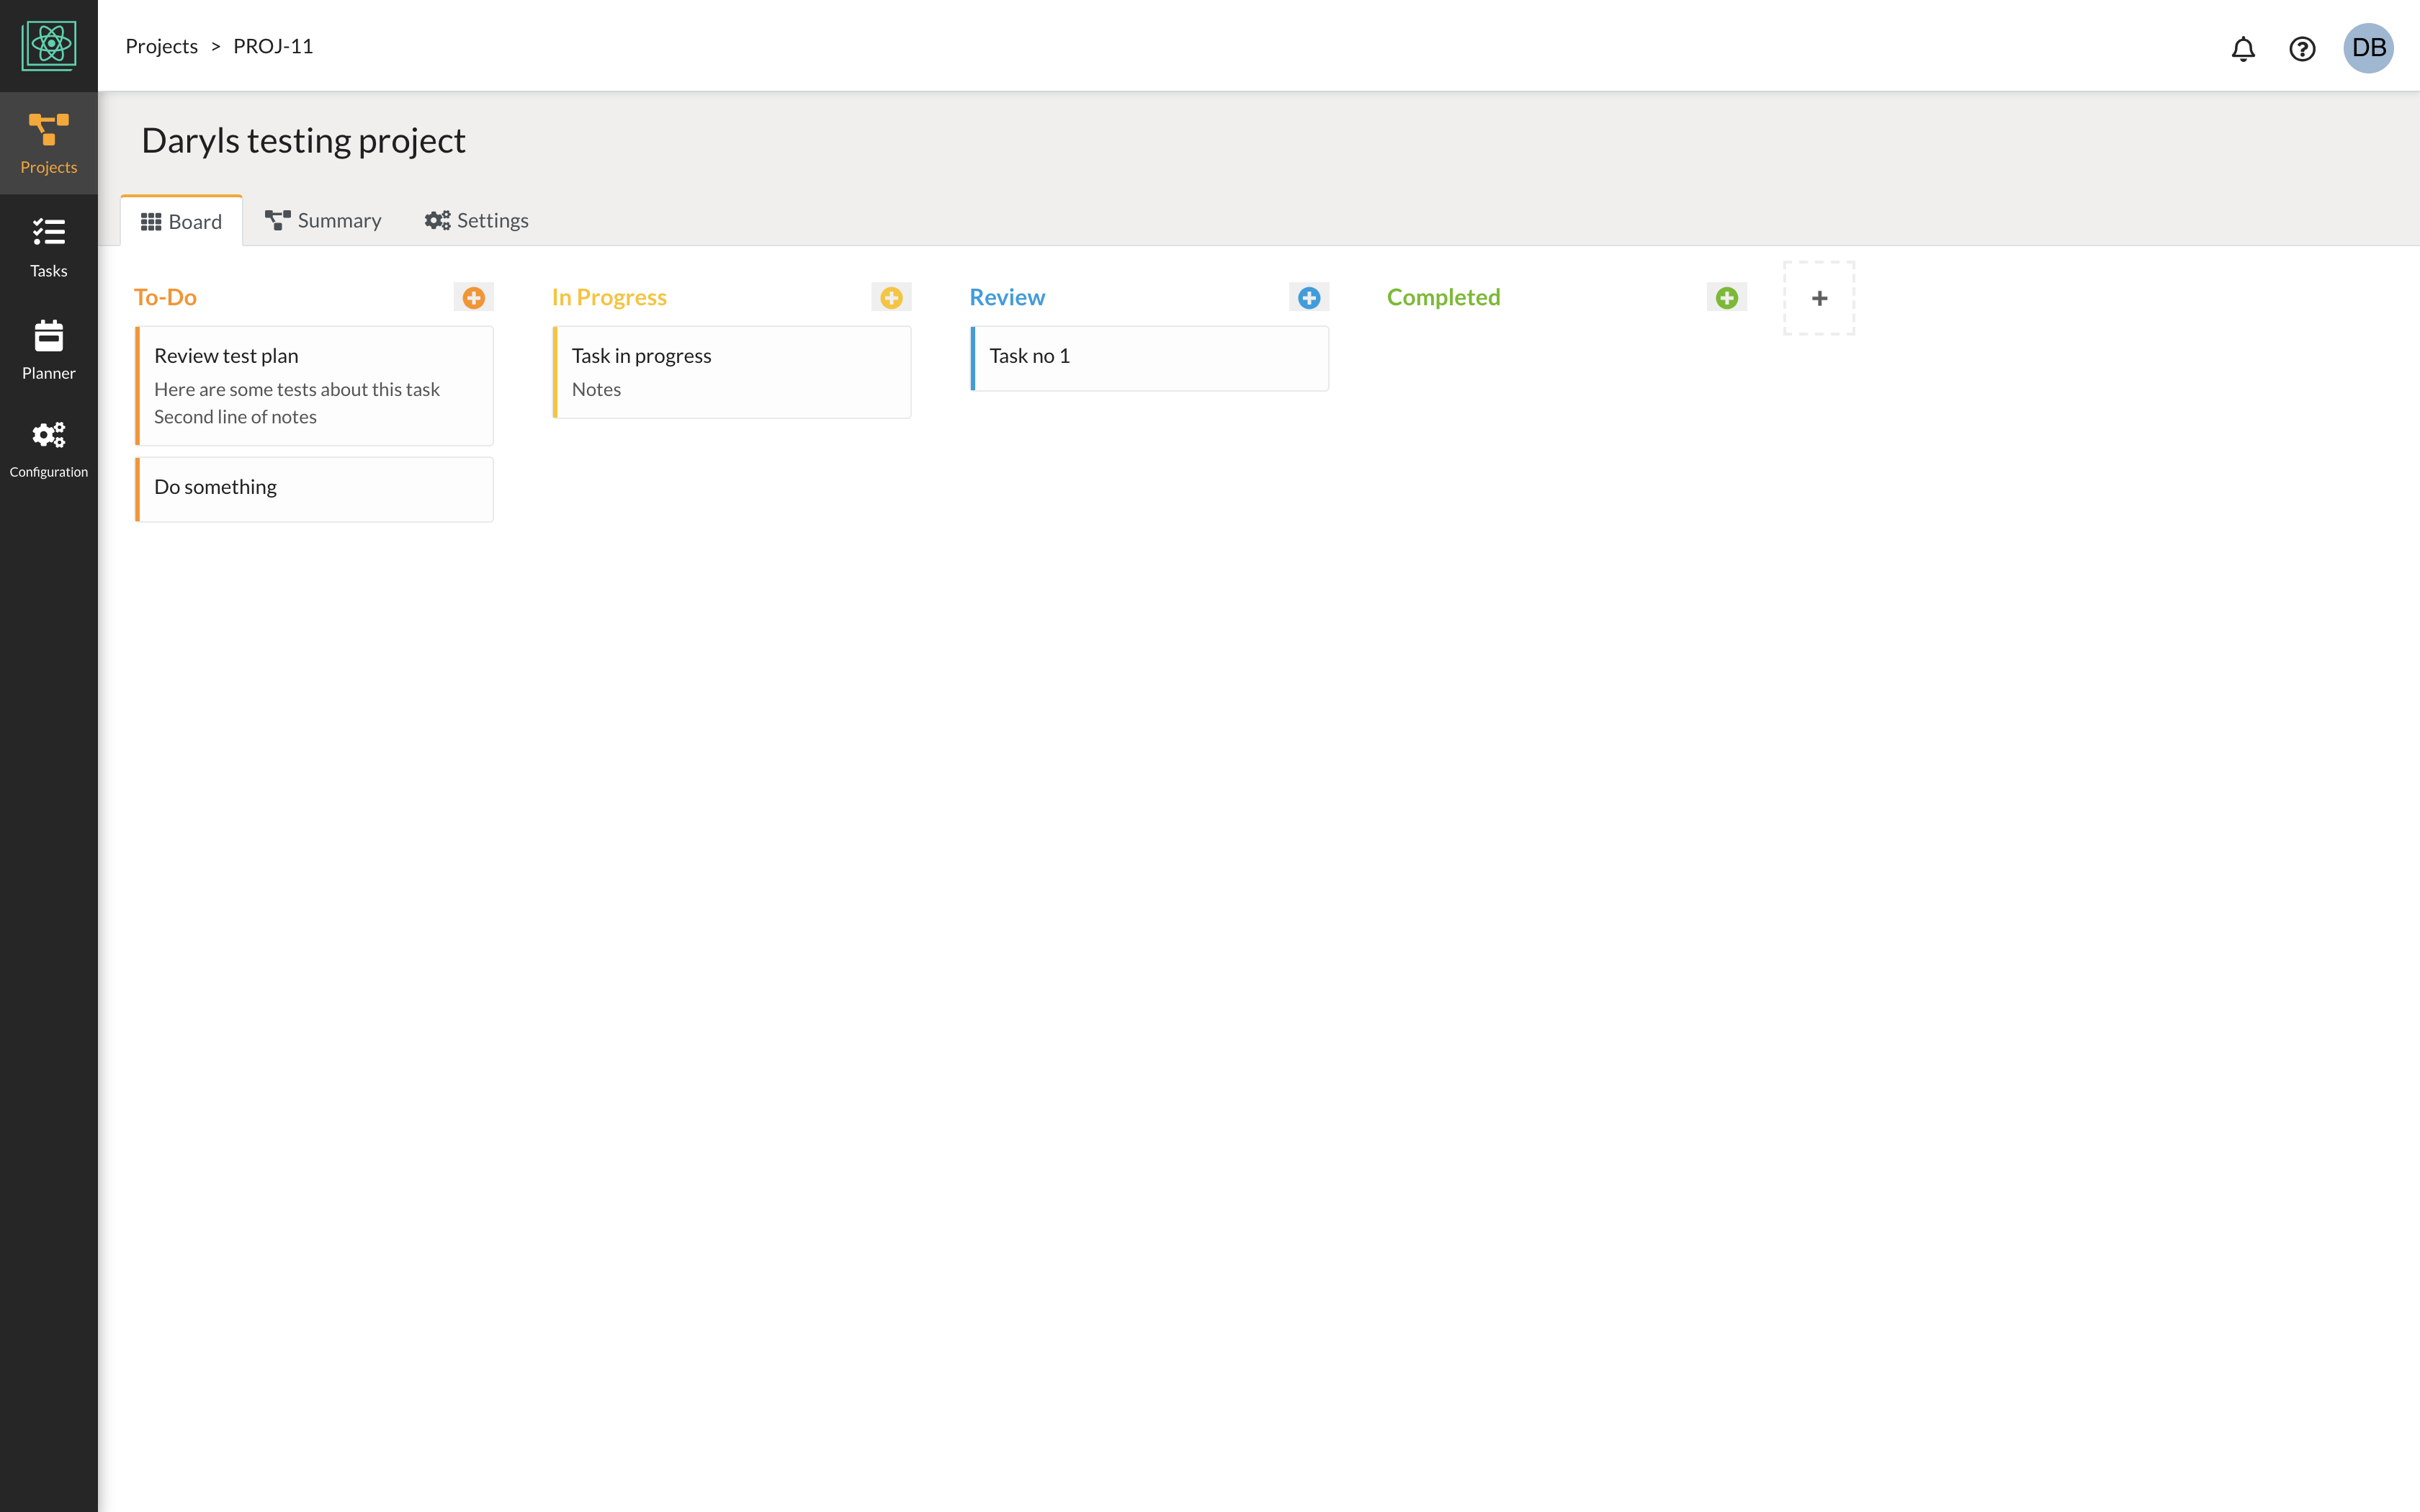 Projects > PROJ-11
DB
Projects
Tasks
Planner
Configuration
Daryls testing project
Board
Summary
Settings
To-Do
Review test plan
Here are some tests about this task
Second line of notes
Do something
In Progress
Task in progress
Notes
Review
Task no 1
Completed
+